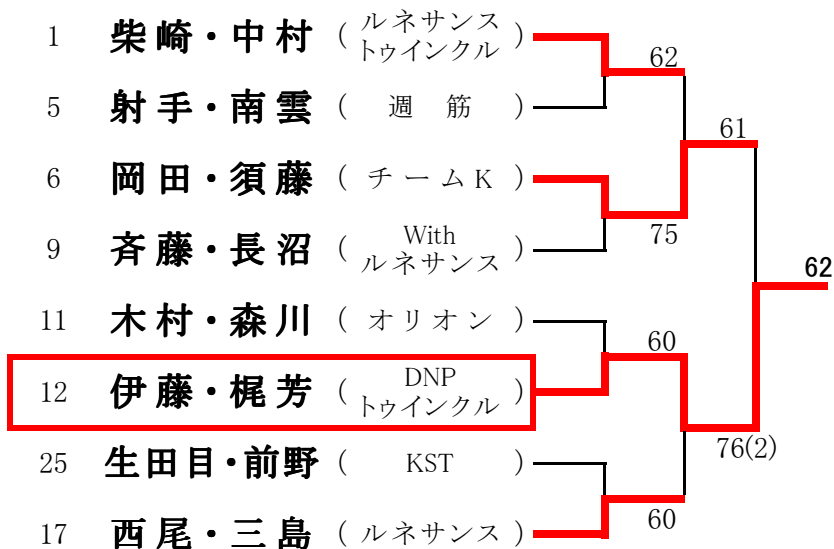 1 柴崎・中村 (ルネサンス トゥインクル)
62
5 射手・南雲 (週 筋)
61
6 岡田・須藤 (チームK)
75
9 斉藤・長沼 (With ルネサンス)
62
11 木村・森川 (オリオン)
60
12 伊藤・梶芳 (DNP トゥインクル)
76(2)
25 生田目・前野 (KST)
60
17 西尾・三島 (ルネサンス)